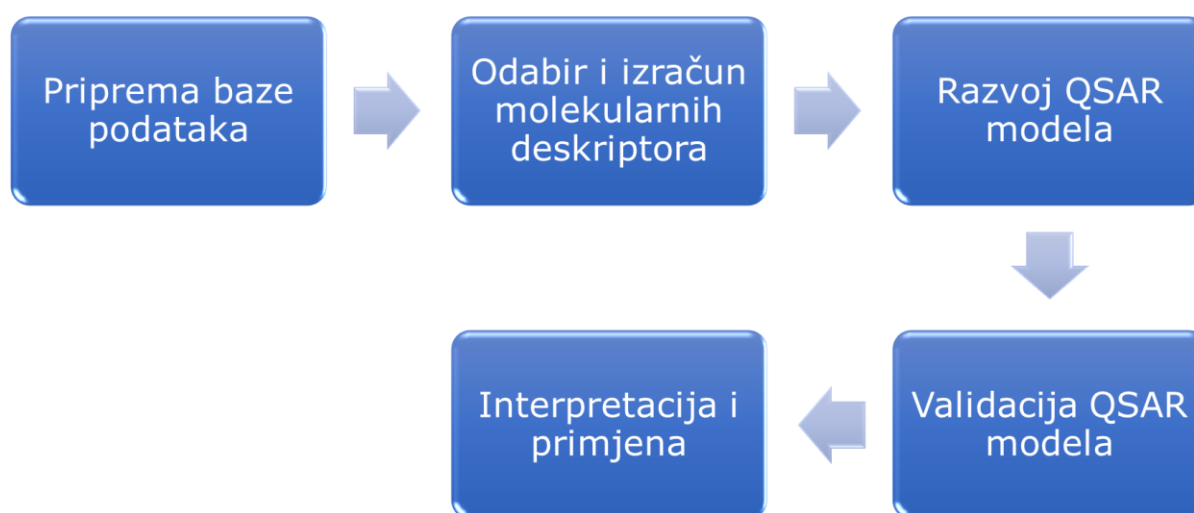 Priprema baze
podataka
Odabir i izračun
molekularnih
deskriptora
Razvoj QSAR
modela
Validacija QSAR
modela
Interpretacija i
primjena